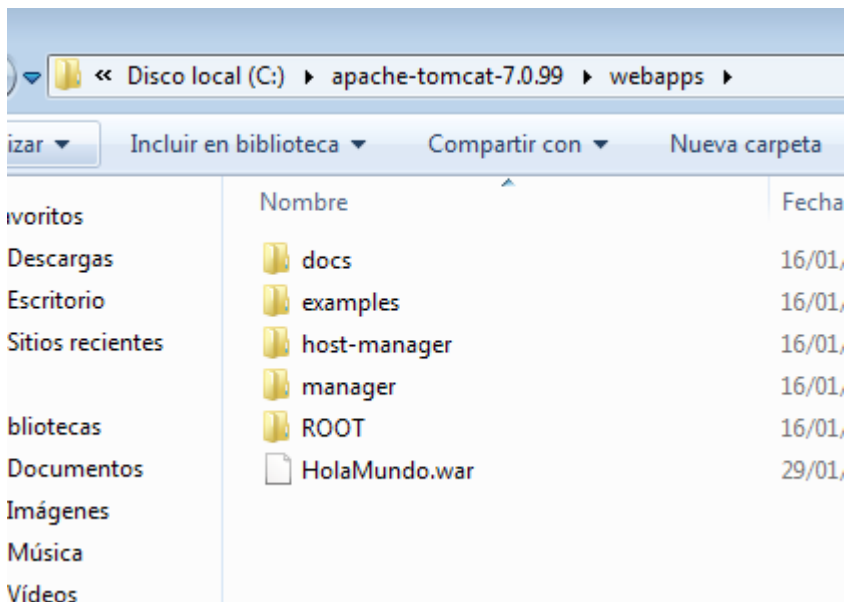 « Disco local (C:) ▸ apache-tomcat-7.0.99 ▸ webapps ▸
izar Incluir en biblioteca Compartir con Nueva carpeta
Nombre Fecha
avoritos
Descargas
Escritorio
Sitios recientes
bliotecas
Documentos
Imágenes
Música
Vídeos
docs 16/01/
examples 16/01/
host-manager 16/01/
manager 16/01/
ROOT 16/01/
HolaMundo.war 29/01/